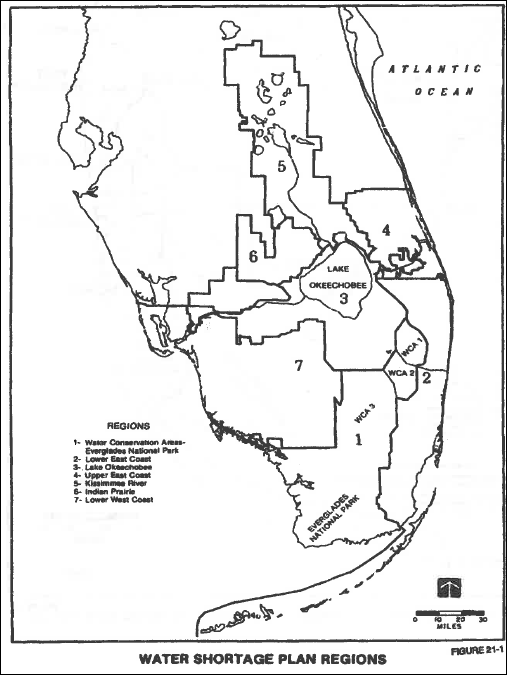 ATLANTIC
OCEAN
5
4
6
LAKE
OKEECHOBEE
3
WCA 1
WCA 2
2
7
WCA 3
1
REGIONS
1- Water Conservation Areas-
Everglades National Park
2- Lower East Coast
3- Lake Okeechobee
4- Upper East Coast
5- Kissimmee River
6- Indian Prairie
7- Lower West Coast
EVERGLADES
NATIONAL PARK
0 10 20 30
MILES
FIGURE 21-1
WATER SHORTAGE PLAN REGIONS